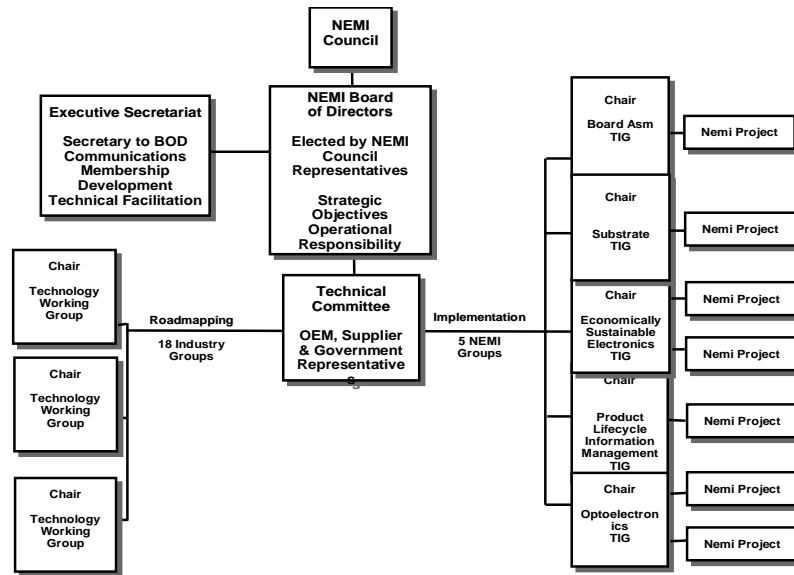 NEMI
Council
Executive Secretariat
Secretary to BOD
Communications
Membership
Development
Technical Facilitation
NEMI Board
of Directors
Elected by NEMI
Council
Representatives
Strategic
Objectives
Operational
Responsibility
Technical
Committee
OEM, Supplier
& Government
Representative
s
Roadmapping
18 Industry
Groups
Implementation
5 NEMI
Groups
Chair
Technology
Working
Group
Chair
Technology
Working
Group
Chair
Technology
Working
Group
Chair
Board Asm
TIG
Nemi Project
Chair
Substrate
TIG
Nemi Project
Chair
Economically
Sustainable
Electronics
TIG
Nemi Project
Nemi Project
Chair
Product
Lifecycle
Information
Management
TIG
Nemi Project
Chair
Optoelectron
ics
TIG
Nemi Project
Nemi Project